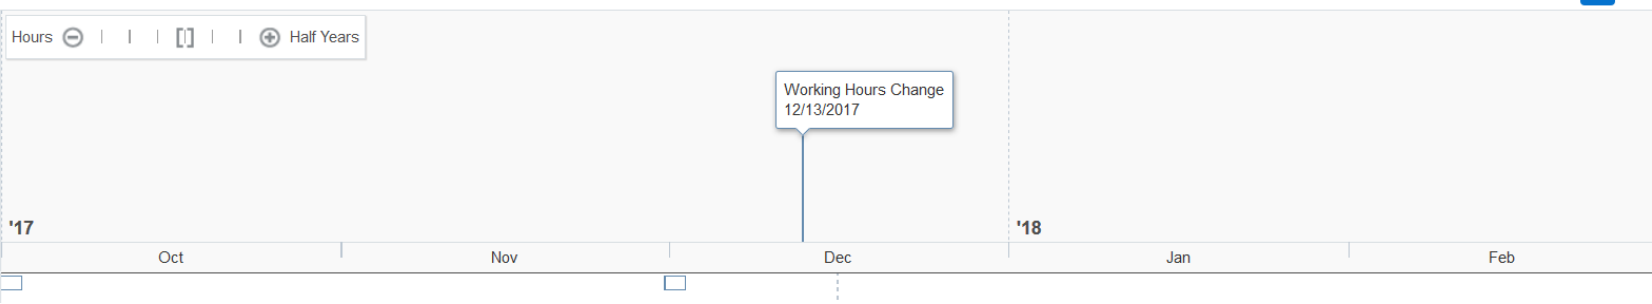 Hours
Half Years
Working Hours Change
12/13/2017
'17
'18
Oct
Nov
Dec
Jan
Feb